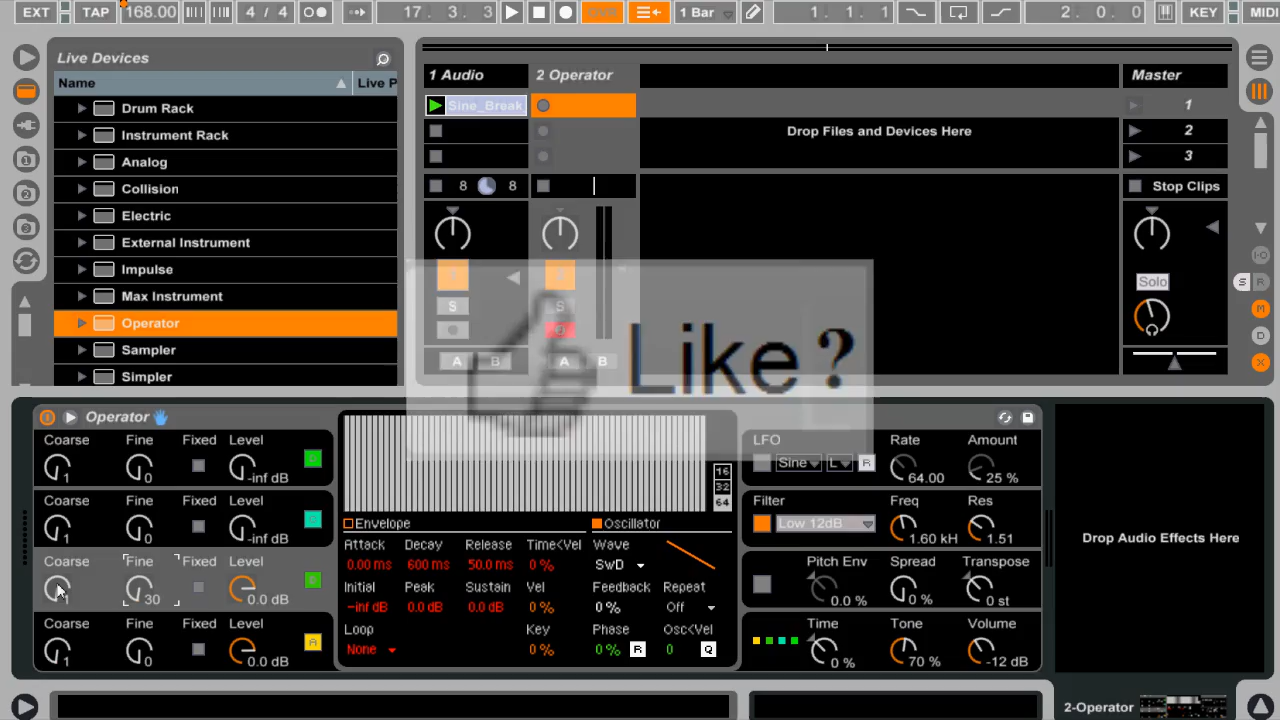 EXT TAP 168.00 4 / 4 17 . 3 . 3 OVR 1 Bar 1 . 1 . 1 2 . 0 . 0 KEY MIDI
Live Devices
Name Live P
Drum Rack
Instrument Rack
Analog
Collision
Electric
External Instrument
Impulse
Max Instrument
Operator
Sampler
Simpler
1 Audio 2 Operator Master
Sine_Break 1
Drop Files and Devices Here 2
3
8 8 Stop Clips
S S Solo S R M D X
A B A B
Like?
Operator
Coarse Fine Fixed Level
1 0 -inf dB D
Coarse Fine Fixed Level
1 0 -inf dB C
Coarse Fine Fixed Level
1 30 0.0 dB B
Coarse Fine Fixed Level
1 0 0.0 dB A
16
32
64
Envelope Oscillator
Attack Decay Release Time<Vel Wave
0.00 ms 600 ms 50.0 ms 0 % SwD
Initial Peak Sustain Vel Feedback Repeat
-inf dB 0.0 dB 0.0 dB 0 % 0 % Off
Loop Key Phase Osc<Vel
None 0 % 0 % R 0 Q
LFO Rate Amount
Sine L R 64.00 25 %
Filter Freq Res
Low 12dB 1.60 kH 1.51
Pitch Env Spread Transpose
0.0 % 0 % 0 st
Time Tone Volume
0 % 70 % -12 dB
Drop Audio Effects Here
2-Operator